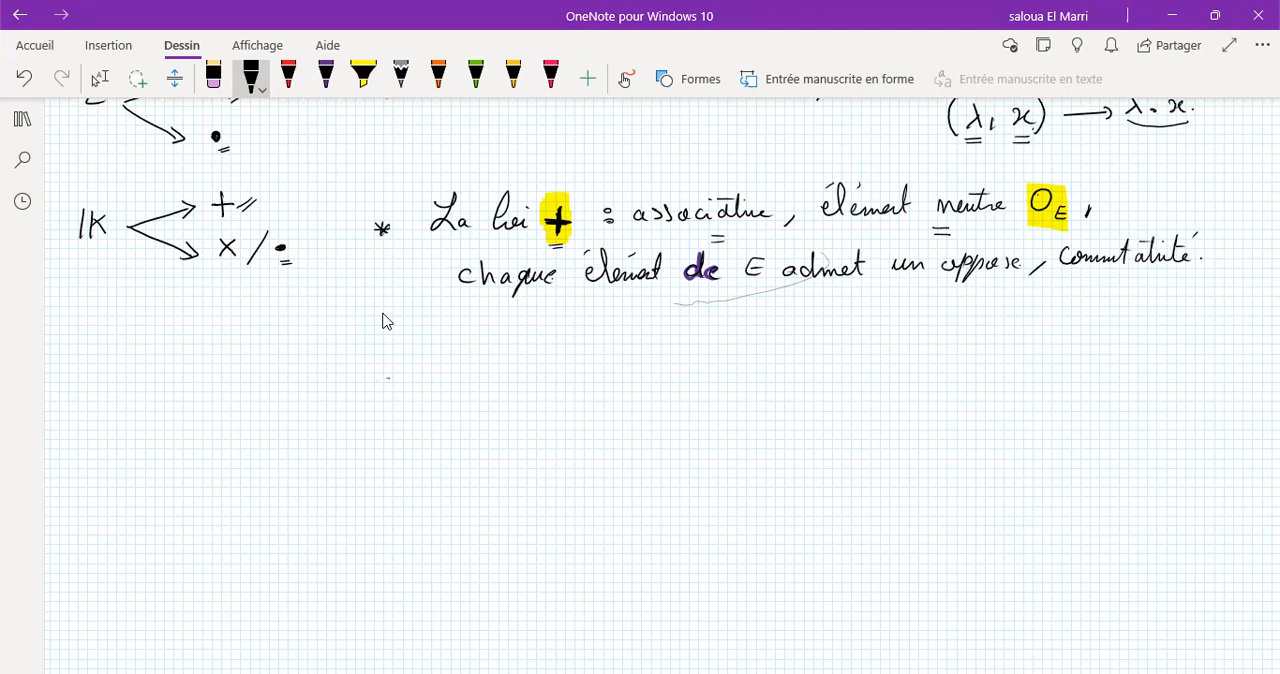 OneNote pour Windows 10
saloua El Marri
Accueil Insertion Dessin Affichage Aide
Partager
Formes Entrée manuscrite en forme Entrée manuscrite en texte
(λ, x) → λ . x.
•
+
IK
x / •
* La loi + : associative, élément neutre 0E,
chaque élément de E admet un oppose, commutativité.